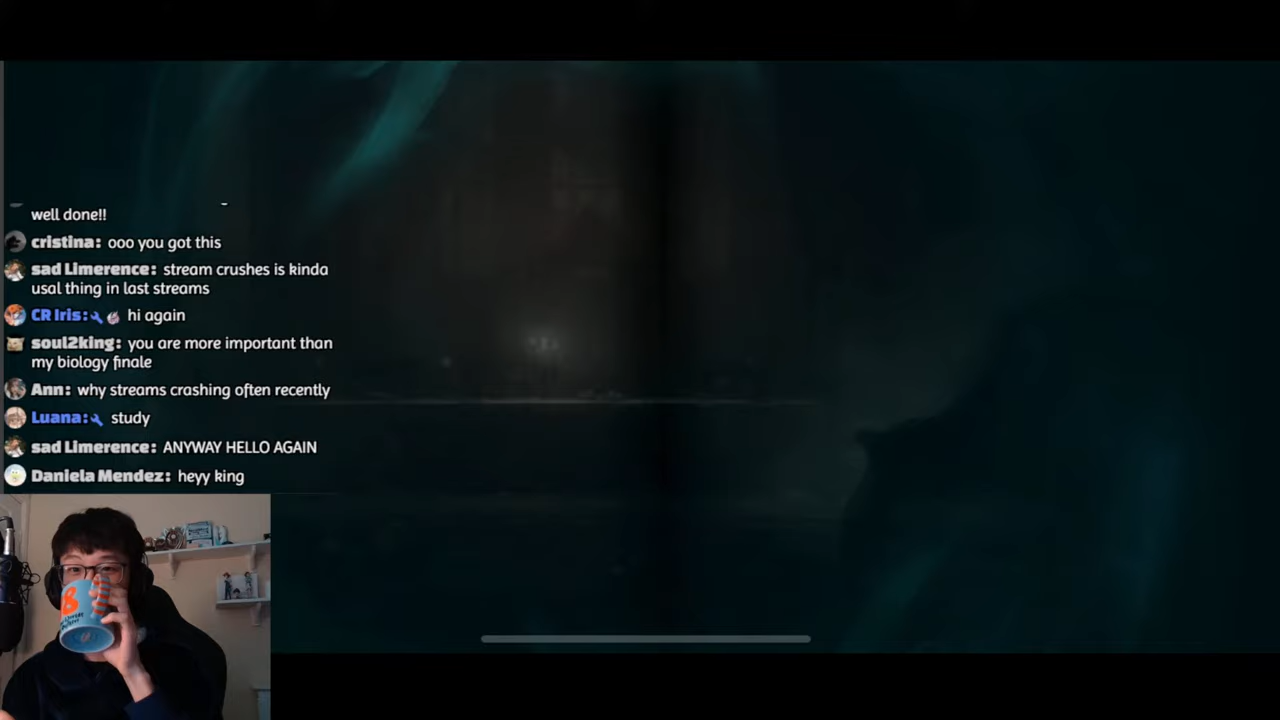 well done!!
cristina: ooo you got this
sad Limerence: stream crushes is kinda
usal thing in last streams
CR Iris: hi again
soul2king: you are more important than
my biology finale
Ann: why streams crashing often recently
Luana: study
sad Limerence: ANYWAY HELLO AGAIN
Daniela Mendez: heyy king